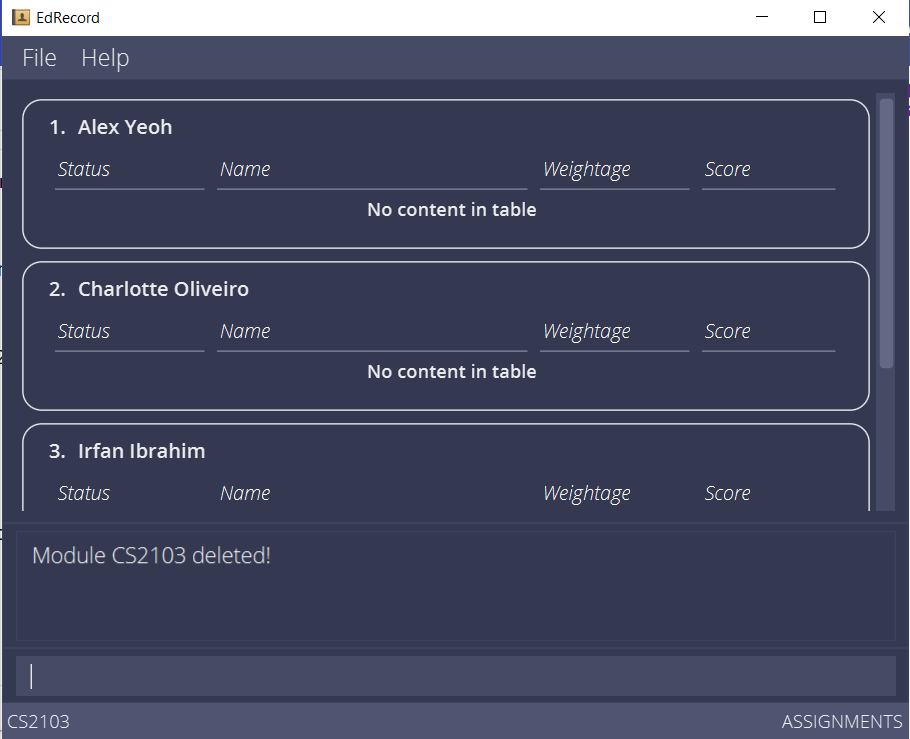 EdRecord
File Help
1. Alex Yeoh
Status Name Weightage Score
No content in table
2. Charlotte Oliveiro
Status Name Weightage Score
No content in table
3. Irfan Ibrahim
Status Name Weightage Score
Module CS2103 deleted!
CS2103 ASSIGNMENTS